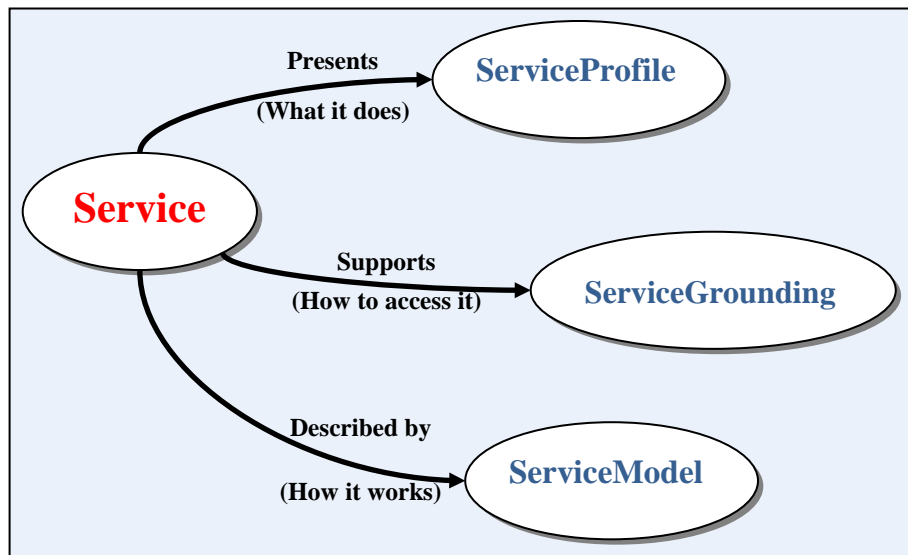 Presents
(What it does)
ServiceProfile
Service
Supports
(How to access it)
ServiceGrounding
Described by
(How it works)
ServiceModel